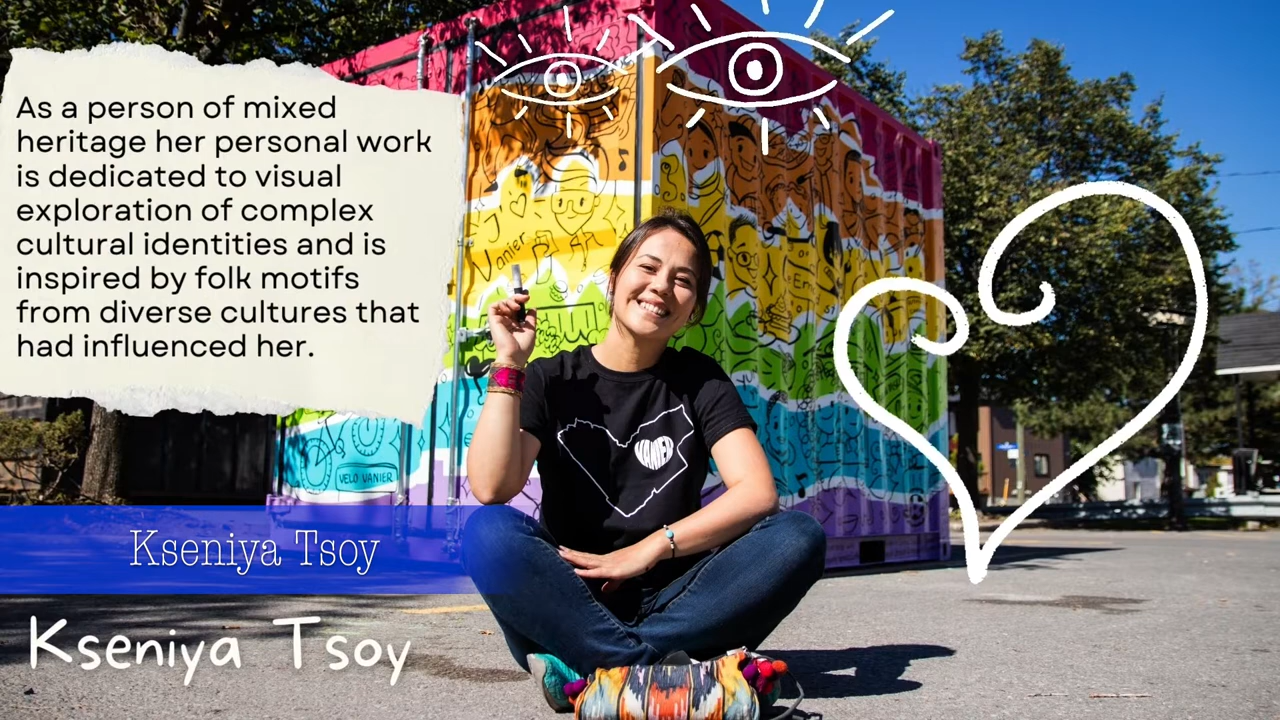 As a person of mixed
heritage her personal work
is dedicated to visual
exploration of complex
cultural identities and is
inspired by folk motifs
from diverse cultures that
had influenced her.
Vanier
VANIER
VELO VANIER
Kseniya Tsoy
Kseniya Tsoy